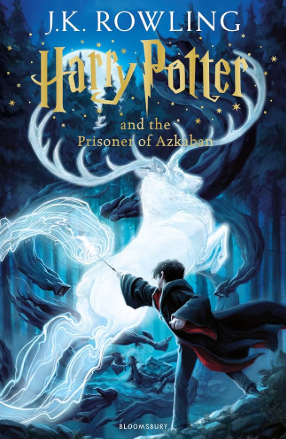 J.K. ROWLING
Harry Potter
and the
Prisoner of Azkaban
BLOOMSBURY